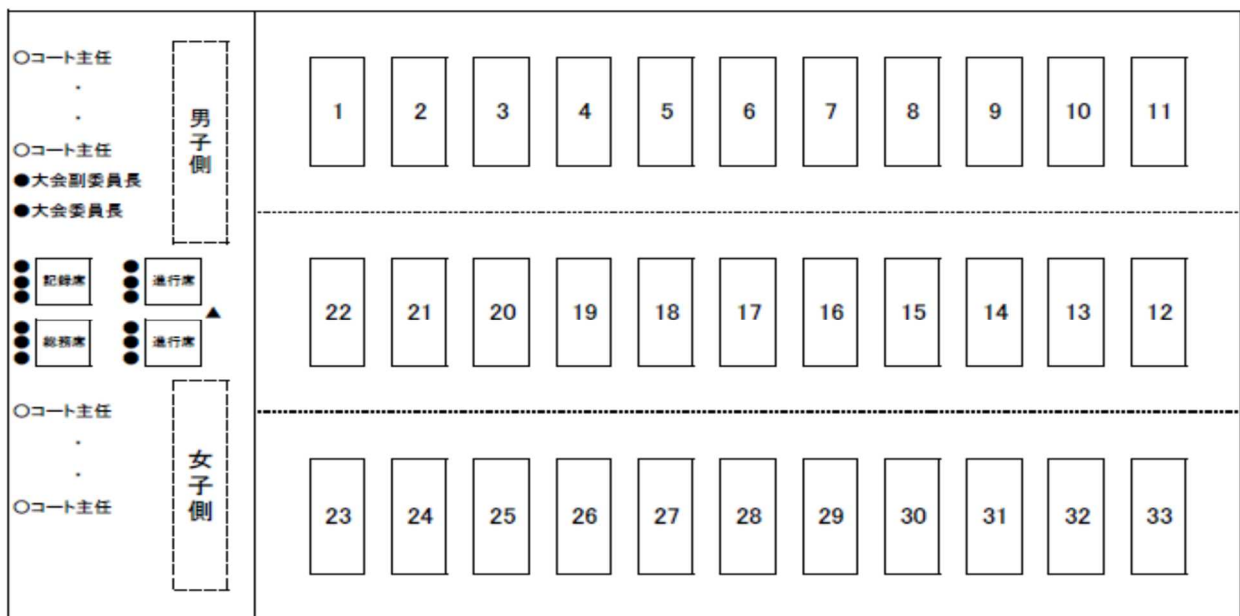 ○コート主任
・
・
○コート主任
●大会副委員長
●大会委員長
男子側
●●● 記録席
●●● 進行席
▲
●●● 総務席
●●● 進行席
○コート主任
・
・
○コート主任
女子側
1 2 3 4 5 6 7 8 9 10 11
22 21 20 19 18 17 16 15 14 13 12
23 24 25 26 27 28 29 30 31 32 33